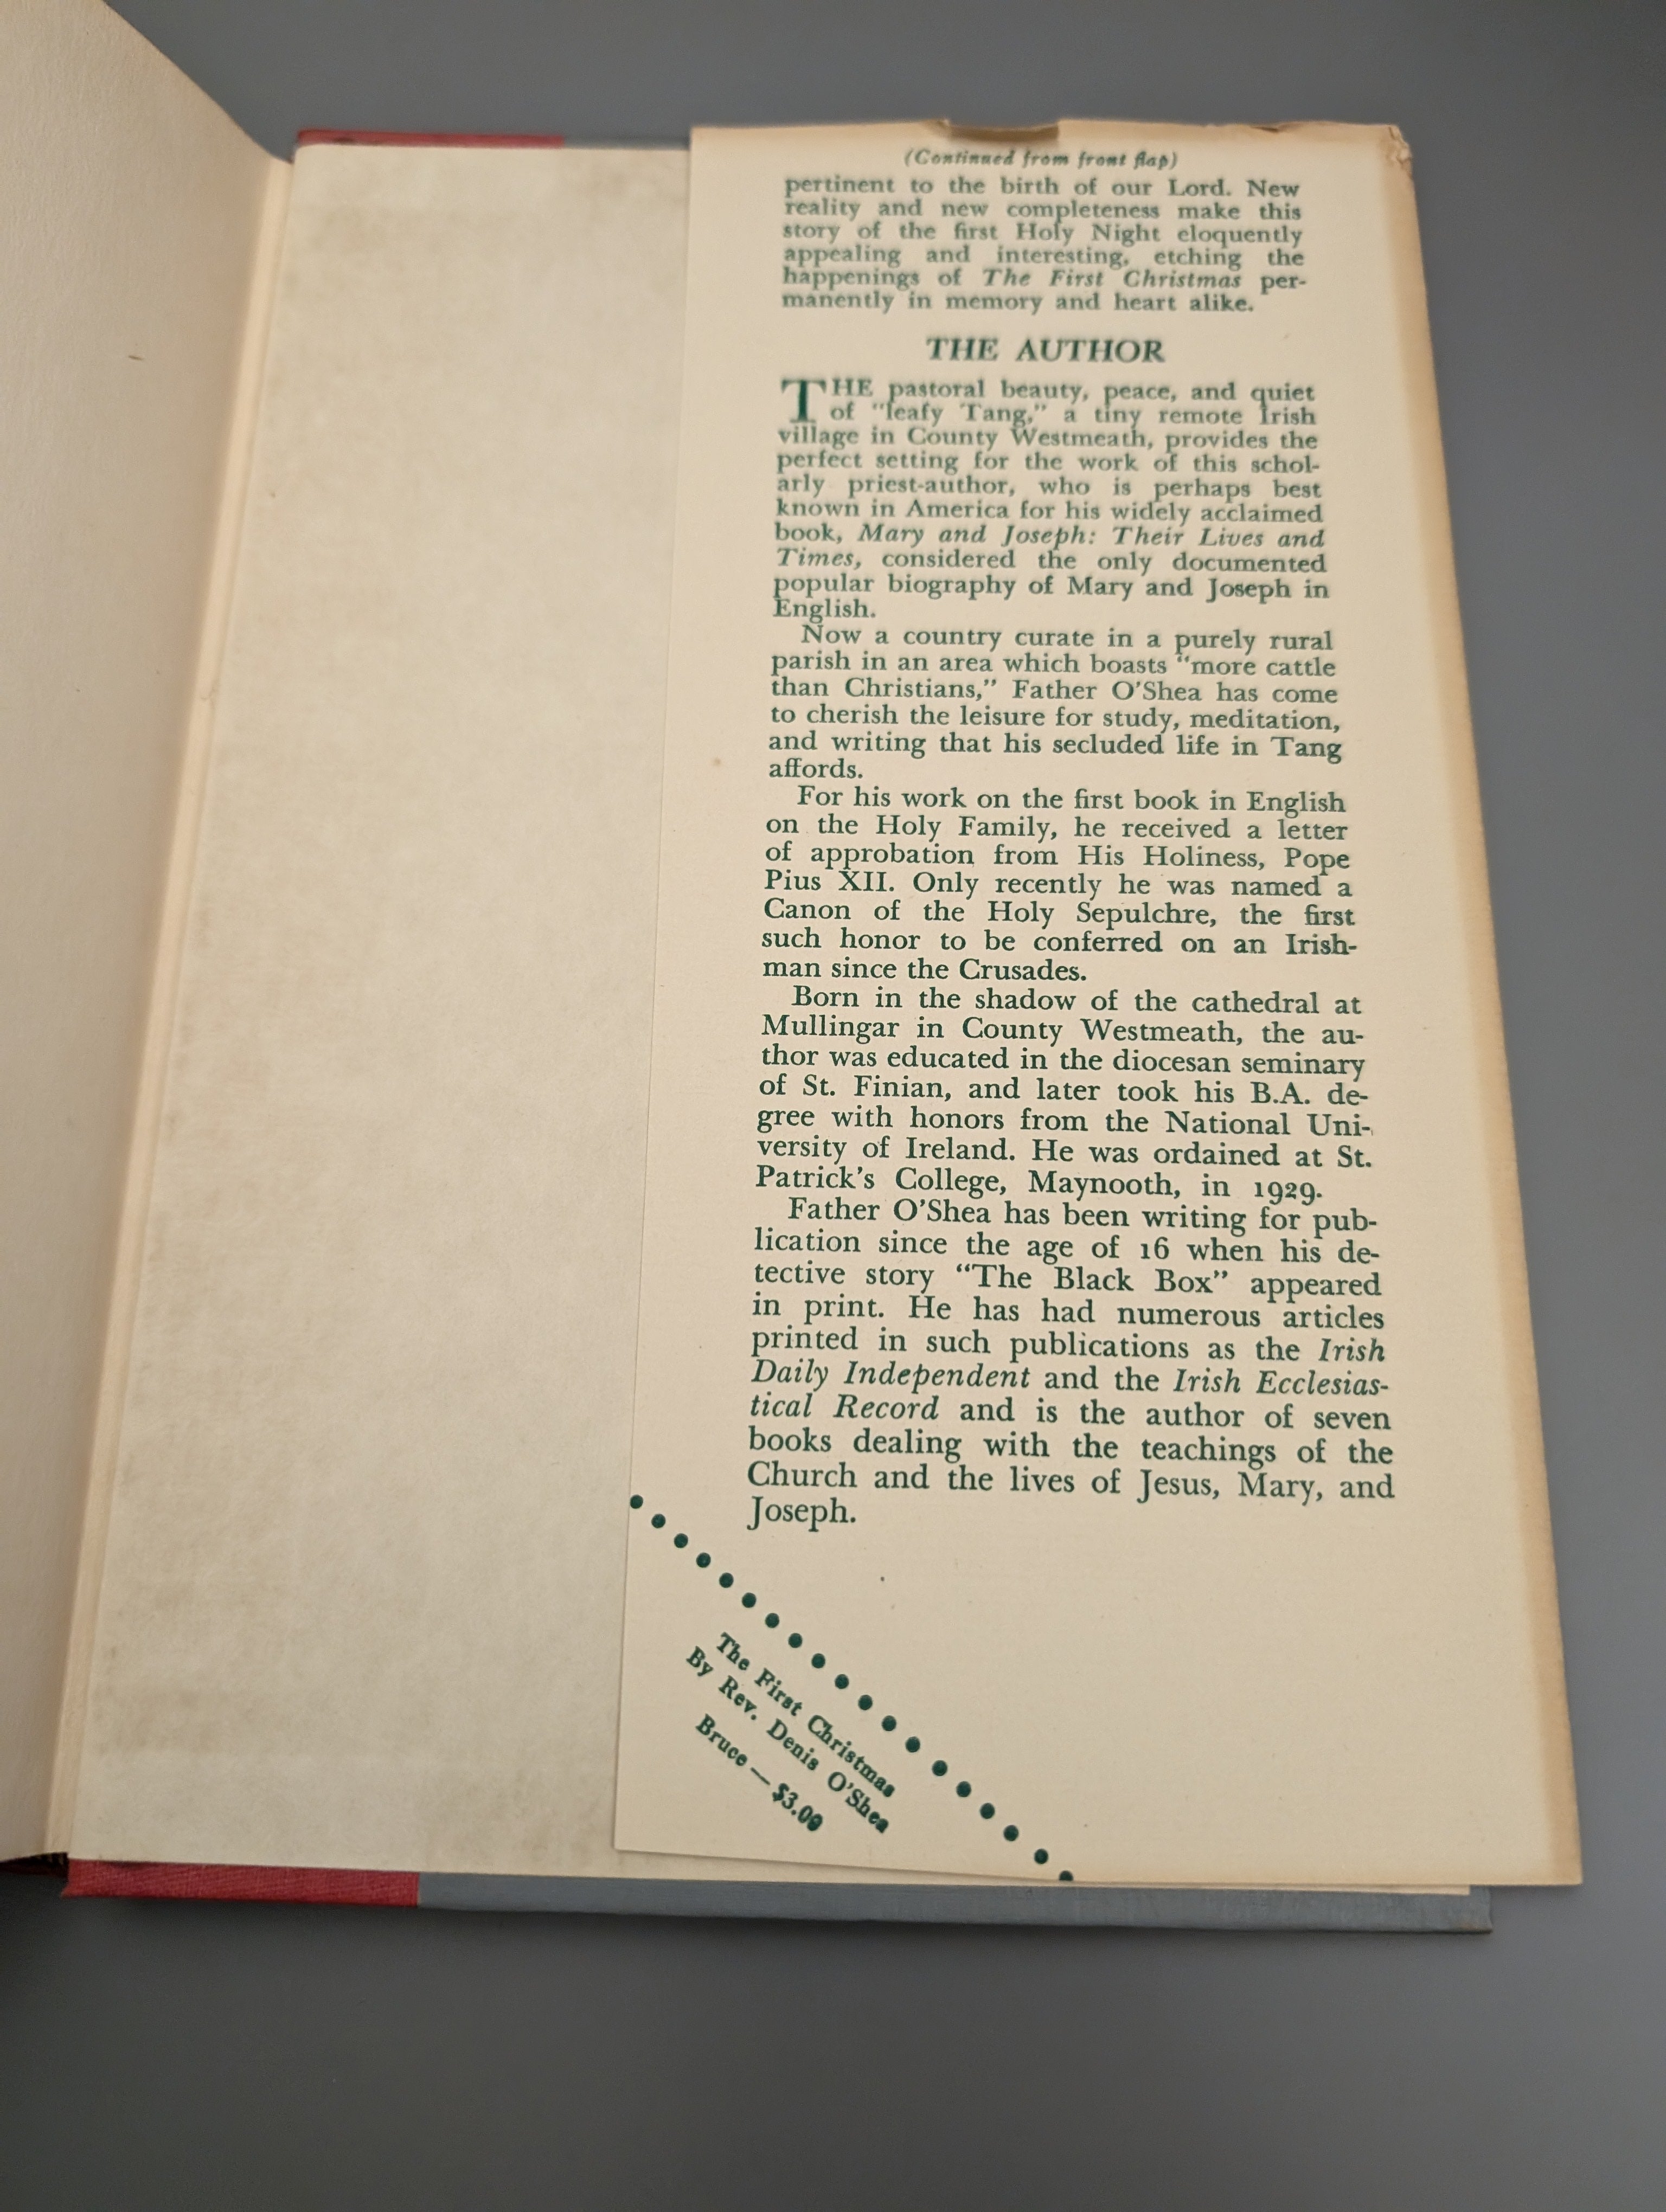 (Continued from front flap)
pertinent to the birth of our Lord. New
reality and new completeness make this
story of the first Holy Night eloquently
appealing and interesting, etching the
happenings of The First Christmas per-
manently in memory and heart alike.
THE AUTHOR
THE pastoral beauty, peace, and quiet
of "leafy Tang," a tiny remote Irish
village in County Westmeath, provides the
perfect setting for the work of this schol-
arly priest-author, who is perhaps best
known in America for his widely acclaimed
book, Mary and Joseph: Their Lives and
Times, considered the only documented
popular biography of Mary and Joseph in
English.
Now a country curate in a purely rural
parish in an area which boasts "more cattle
than Christians," Father O'Shea has come
to cherish the leisure for study, meditation,
and writing that his secluded life in Tang
affords.
For his work on the first book in English
on the Holy Family, he received a letter
of approbation from His Holiness, Pope
Pius XII. Only recently he was named a
Canon of the Holy Sepulchre, the first
such honor to be conferred on an Irish-
man since the Crusades.
Born in the shadow of the cathedral at
Mullingar in County Westmeath, the au-
thor was educated in the diocesan seminary
of St. Finian, and later took his B.A. de-
gree with honors from the National Uni-
versity of Ireland. He was ordained at St.
Patrick's College, Maynooth, in 1929.
Father O'Shea has been writing for pub-
lication since the age of 16 when his de-
tective story "The Black Box" appeared
in print. He has had numerous articles
printed in such publications as the Irish
Daily Independent and the Irish Ecclesias-
tical Record and is the author of seven
books dealing with the teachings of the
Church and the lives of Jesus, Mary, and
Joseph.
The First Christmas
By Rev. Denis O'Shea
Bruce — $3.00